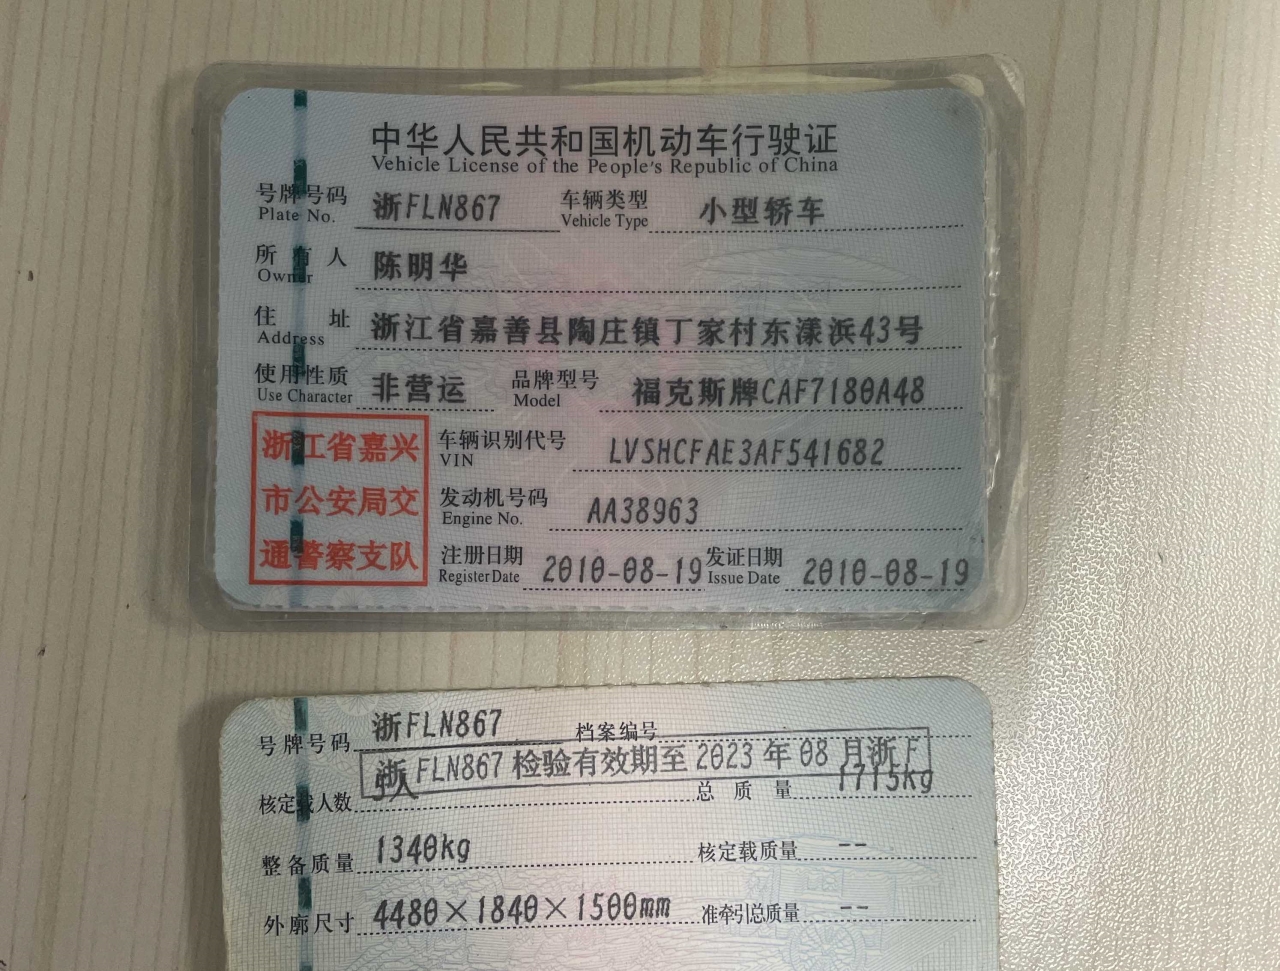 中华人民共和国机动车行驶证
Vehicle License of the People's Republic of China
号牌号码 浙FLN867 车辆类型 小型轿车
Plate No. Vehicle Type
所有人 陈明华
Owner
住址 浙江省嘉善县陶庄镇丁家村东漾浜43号
Address
使用性质 非营运 品牌型号 福克斯牌CAF7180A48
Use Character Model
浙江省嘉兴
市公安局交
通警察支队
车辆识别代号 LVSHCFAE3AF541682
VIN
发动机号码 AA38963
Engine No.
注册日期 2010-08-19 发证日期 2010-08-19
Register Date Issue Date
号牌号码 浙FLN867 档案编号
浙FLN867检验有效期至2023年08月浙F
核定载人数 5人 总质量 1715kg
整备质量 1340kg 核定载质量 --
外廓尺寸 4480×1840×1500mm 准牵引总质量 --